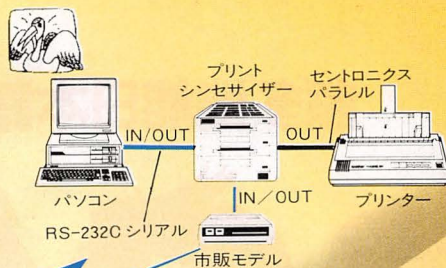 プリント
シンセサイザー
セントロニクス
パラレル
IN/OUT
OUT
パソコン
IN/OUT
プリンター
RS-232C シリアル
市販モデル